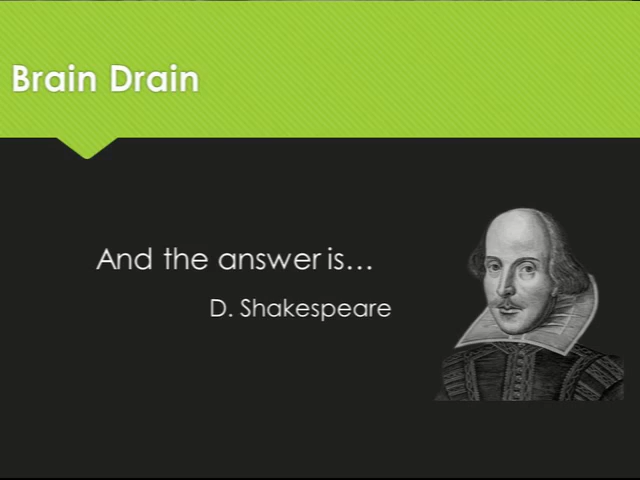 Brain Drain
And the answer is...
D. Shakespeare